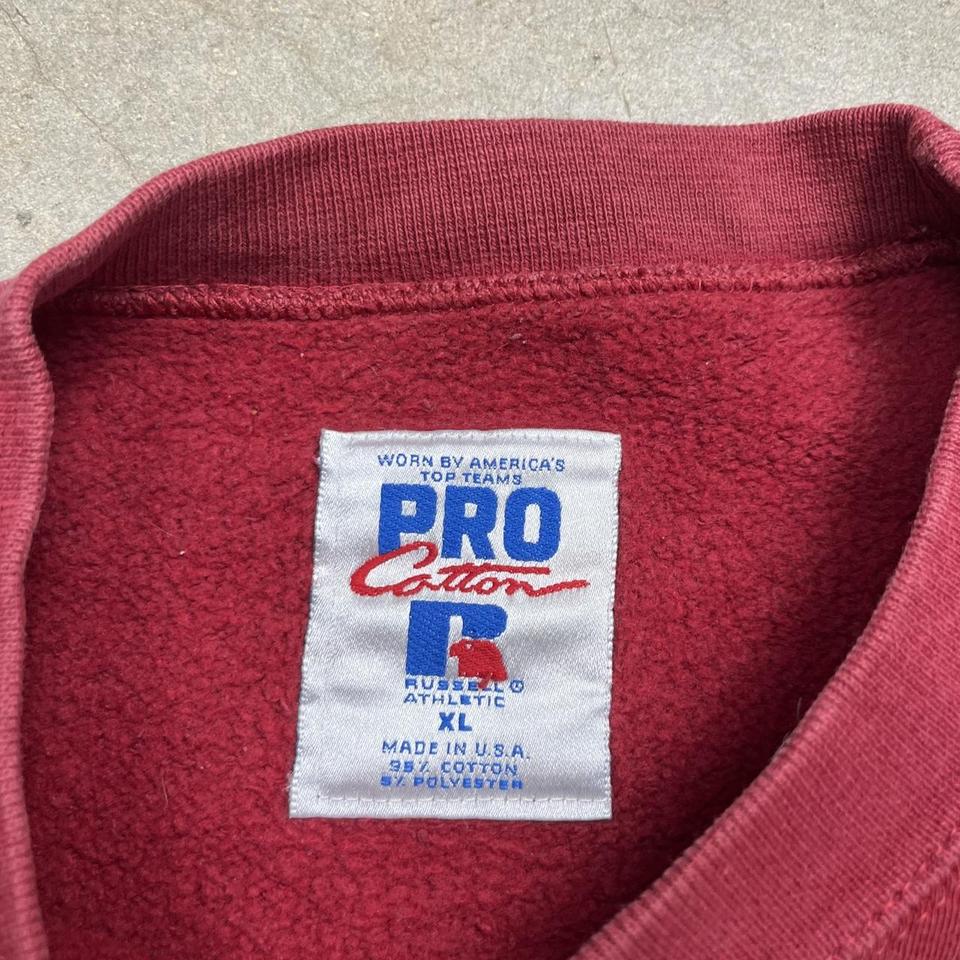 WORN BY AMERICA'S
TOP TEAMS
PRO
Cotton
R
RUSSELL ®
ATHLETIC
XL
MADE IN U.S.A.
95% COTTON
5% POLYESTER